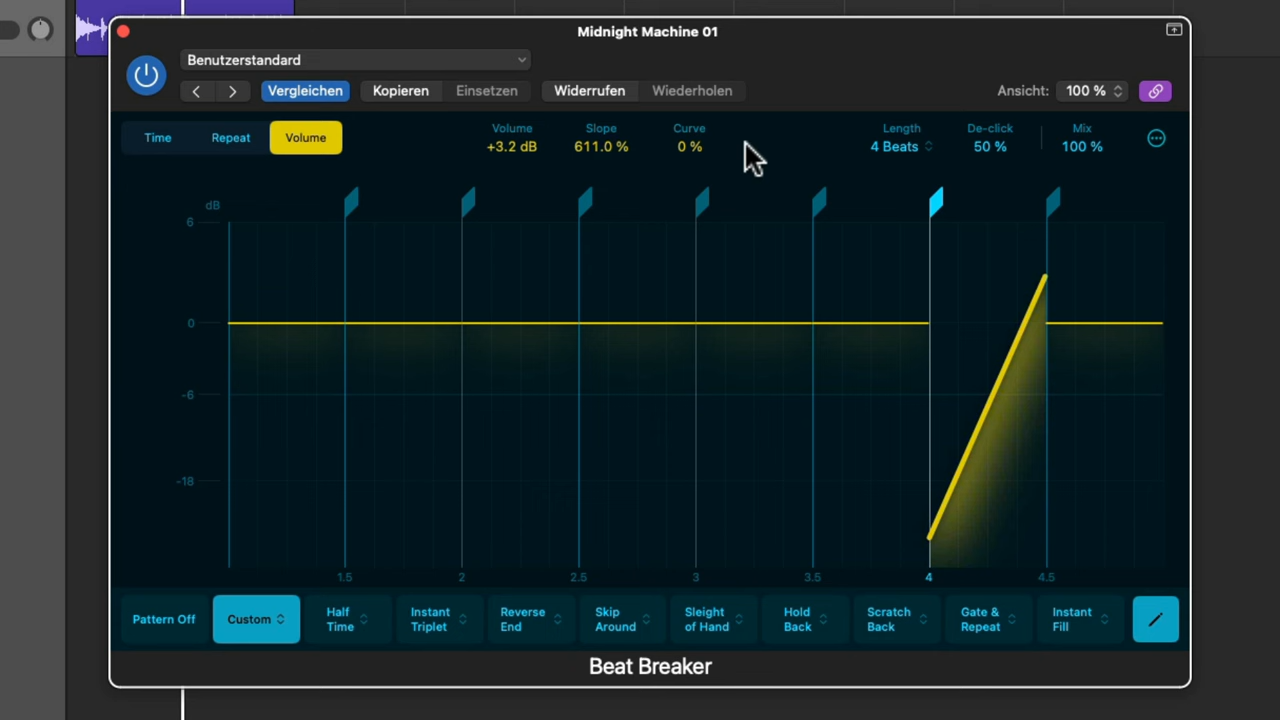 Midnight Machine 01
Benutzerstandard
Vergleichen Kopieren Einsetzen Widerrufen Wiederholen Ansicht: 100 %
Time Repeat Volume
Volume Slope Curve Length De-click Mix
+3.2 dB 611.0 % 0 % 4 Beats 50 % 100 %
dB
6
0
-6
-18
1.5 2 2.5 3 3.5 4 4.5
Pattern Off Custom Half Time Instant Triplet Reverse End Skip Around Sleight of Hand Hold Back Scratch Back Gate & Repeat Instant Fill
Beat Breaker